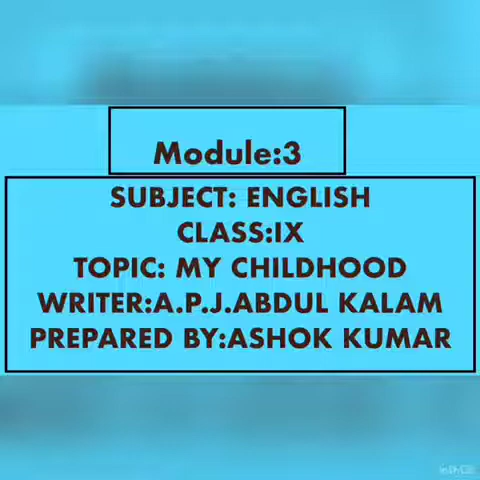 Module:3
SUBJECT: ENGLISH
CLASS:IX
TOPIC: MY CHILDHOOD
WRITER:A.P.J.ABDUL KALAM
PREPARED BY:ASHOK KUMAR